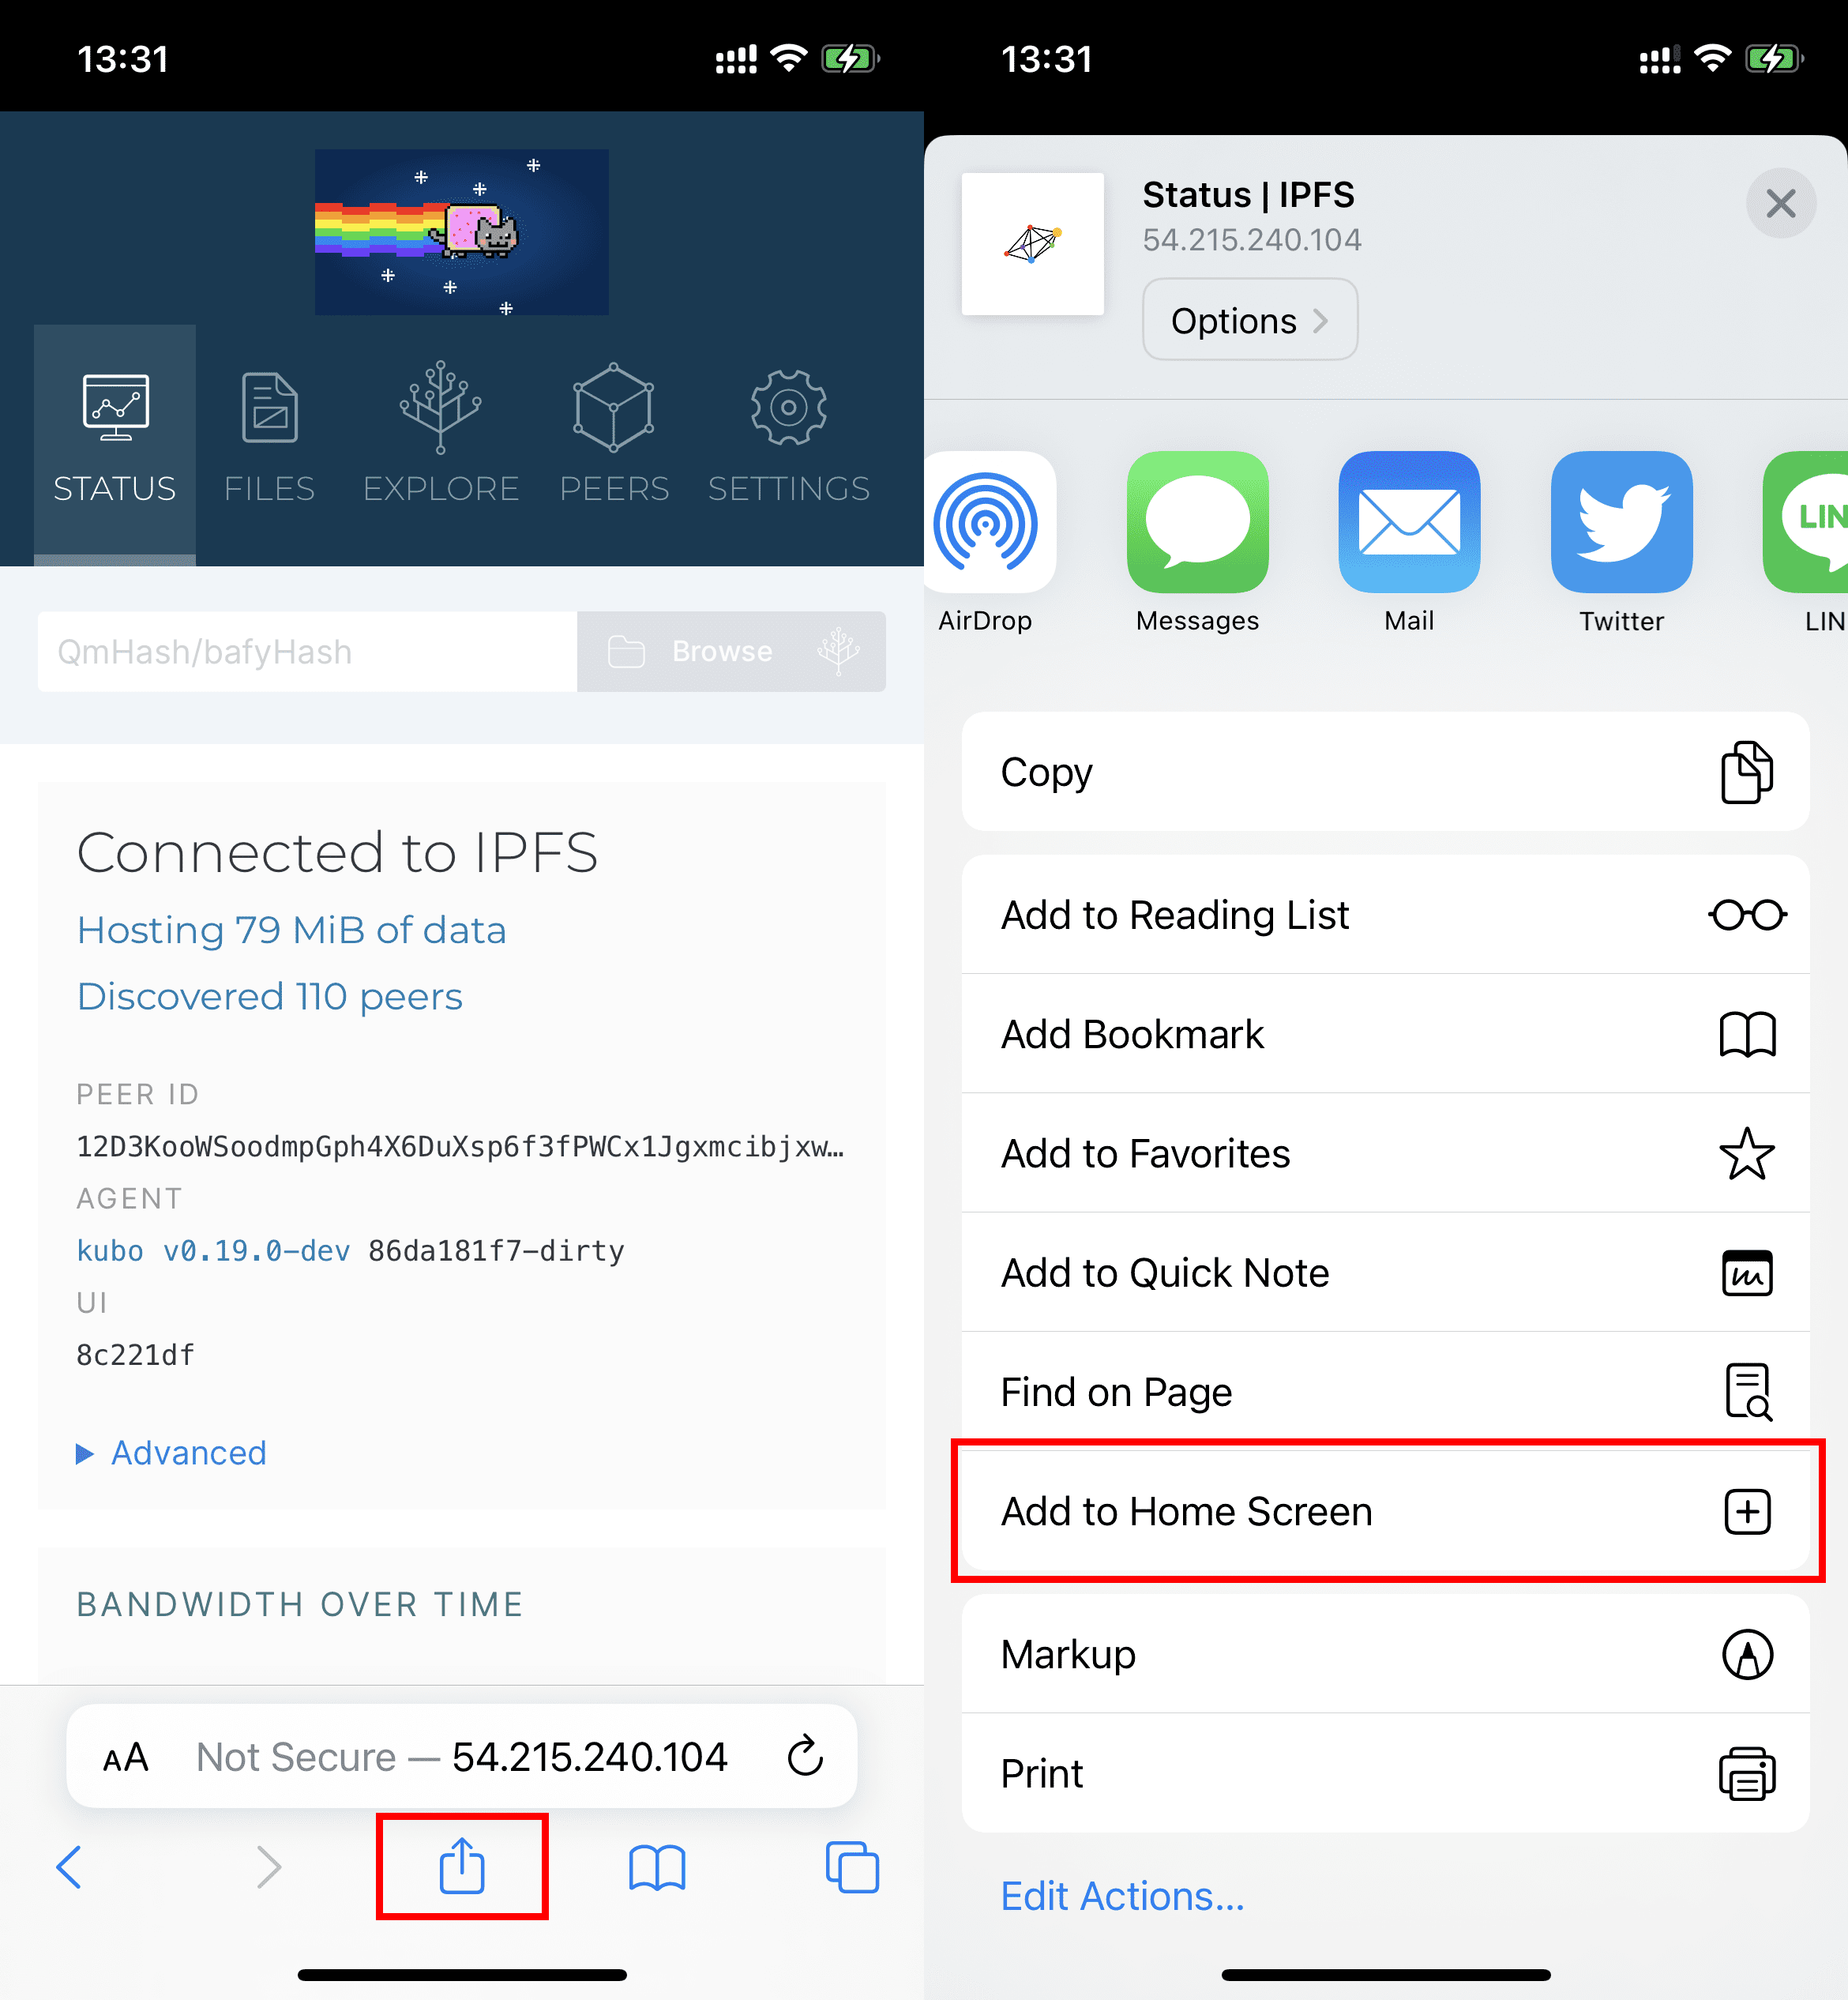 13:31
STATUS
FILES
EXPLORE
PEERS
SETTINGS
QmHash/bafyHash
Browse
Connected to IPFS
Hosting 79 MiB of data
Discovered 110 peers
PEER ID
12D3KooWSoodmpGph4X6DuXsp6f3fPWCx1Jgxmcibjxw…
AGENT
kubo v0.19.0-dev 86da181f7-dirty
UI
8c221df
Advanced
BANDWIDTH OVER TIME
AA
Not Secure — 54.215.240.104
13:31
Status | IPFS
54.215.240.104
Options
LIN
AirDrop
Messages
Mail
Twitter
LIN
Copy
Add to Reading List
Add Bookmark
Add to Favorites
Add to Quick Note
Find on Page
Add to Home Screen
Markup
Print
Edit Actions...